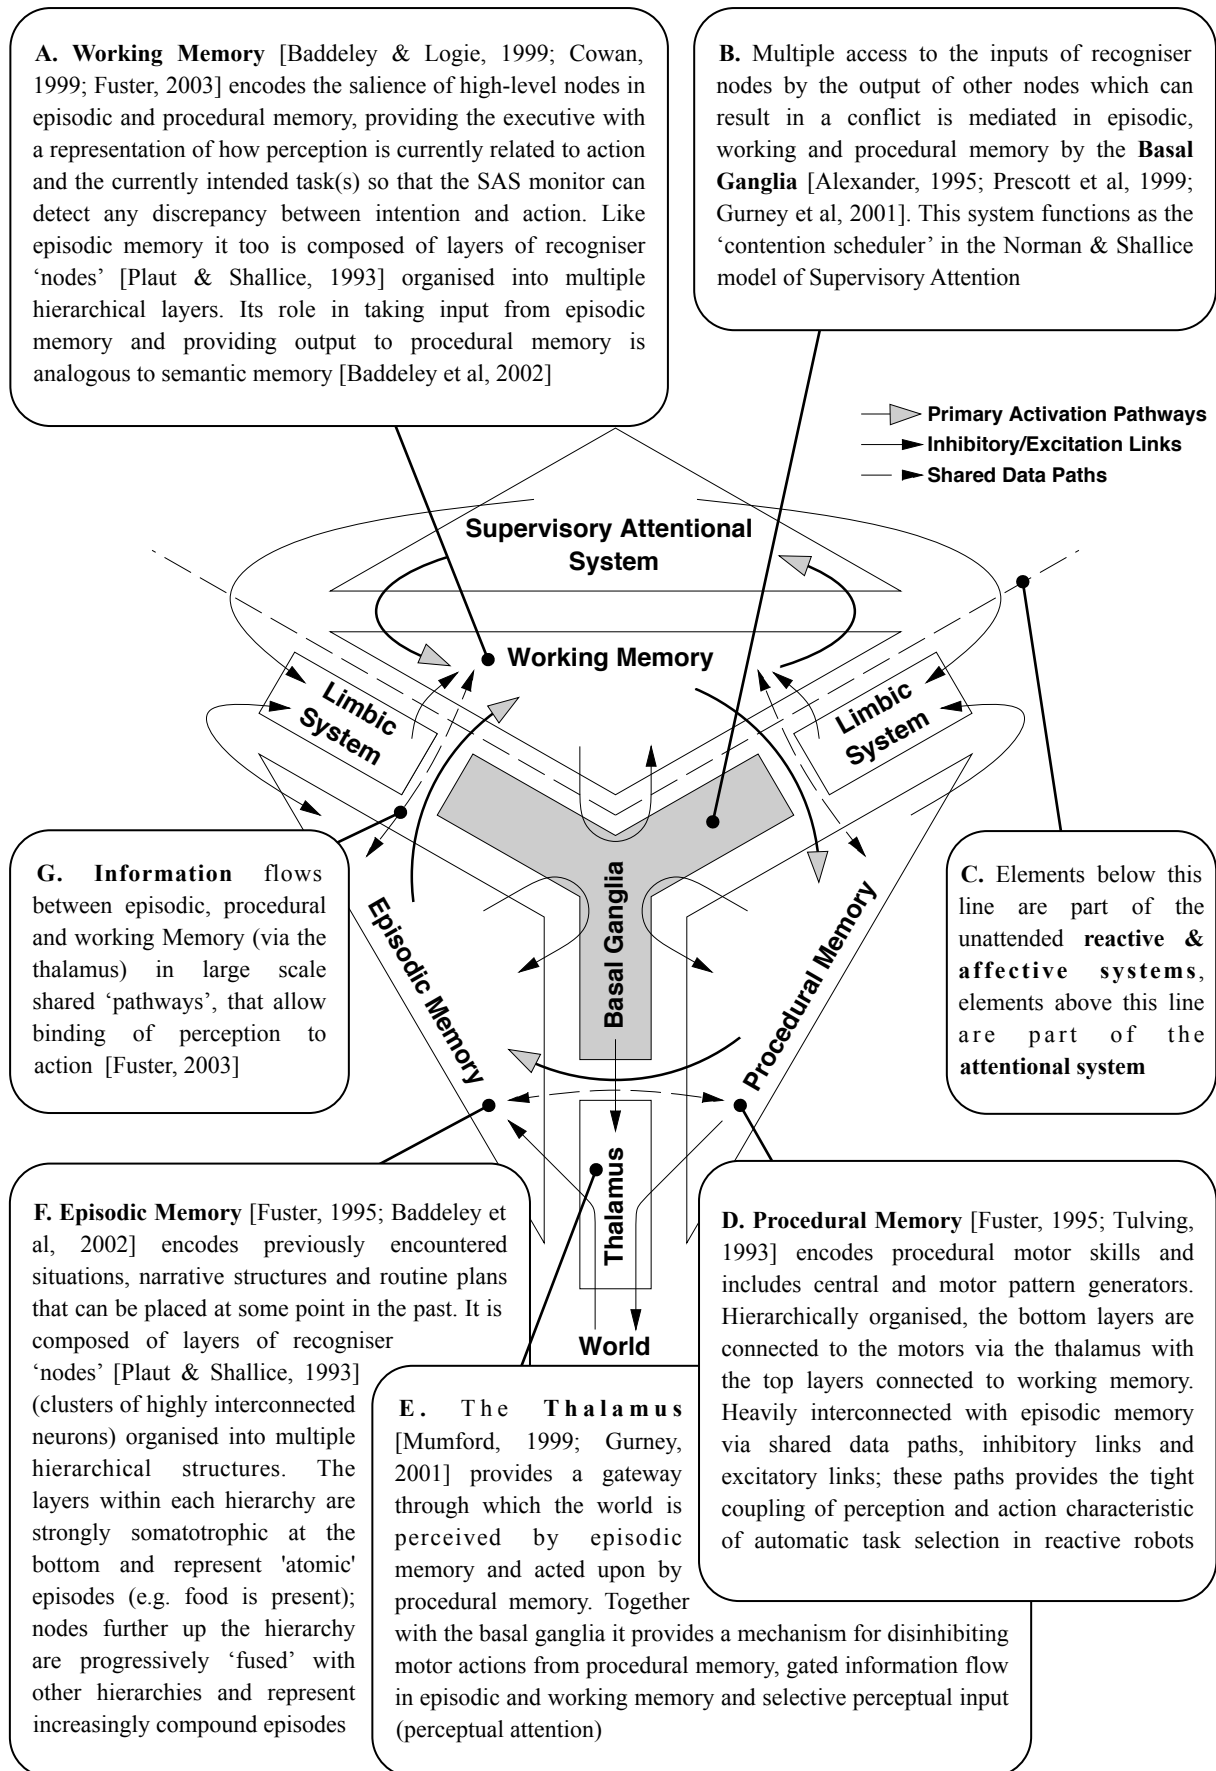 A. Working Memory [Baddeley & Logie, 1999; Cowan,
1999; Fuster, 2003] encodes the salience of high-level nodes in
episodic and procedural memory, providing the executive with
a representation of how perception is currently related to action
and the currently intended task(s) so that the SAS monitor can
detect any discrepancy between intention and action. Like
episodic memory it too is composed of layers of recogniser
‘nodes’ [Plaut & Shallice, 1993] organised into multiple
hierarchical layers. Its role in taking input from episodic
memory and providing output to procedural memory is
analogous to semantic memory [Baddeley et al, 2002]
B. Multiple access to the inputs of recogniser
nodes by the output of other nodes which can
result in a conflict is mediated in episodic,
working and procedural memory by the Basal
Ganglia [Alexander, 1995; Prescott et al, 1999;
Gurney et al, 2001]. This system functions as the
‘contention scheduler’ in the Norman & Shallice
model of Supervisory Attention
Primary Activation Pathways
Inhibitory/Excitation Links
Shared Data Paths
Supervisory Attentional
System
Working Memory
Limbic
System
Limbic
System
Basal Ganglia
Episodic Memory
Procedural Memory
Thalamus
World
G. Information flows
between episodic, procedural
and working Memory (via the
thalamus) in large scale
shared ‘pathways’, that allow
binding of perception to
action [Fuster, 2003]
C. Elements below this
line are part of the
unattended reactive &
affective systems,
elements above this line
are part of the
attentional system
F. Episodic Memory [Fuster, 1995; Baddeley et
al, 2002] encodes previously encountered
situations, narrative structures and routine plans
that can be placed at some point in the past. It is
composed of layers of recogniser
‘nodes’ [Plaut & Shallice, 1993]
(clusters of highly interconnected
neurons) organised into multiple
hierarchical structures. The
layers within each hierarchy are
strongly somatotrophic at the
bottom and represent 'atomic'
episodes (e.g. food is present);
nodes further up the hierarchy
are progressively ‘fused’ with
other hierarchies and represent
increasingly compound episodes
E. The Thalamus
[Mumford, 1999; Gurney,
2001] provides a gateway
through which the world is
perceived by episodic
memory and acted upon by
procedural memory. Together
with the basal ganglia it provides a mechanism for disinhibiting
motor actions from procedural memory, gated information flow
in episodic and working memory and selective perceptual input
(perceptual attention)
D. Procedural Memory [Fuster, 1995; Tulving,
1993] encodes procedural motor skills and
includes central and motor pattern generators.
Hierarchically organised, the bottom layers are
connected to the motors via the thalamus with
the top layers connected to working memory.
Heavily interconnected with episodic memory
via shared data paths, inhibitory links and
excitatory links; these paths provides the tight
coupling of perception and action characteristic
of automatic task selection in reactive robots